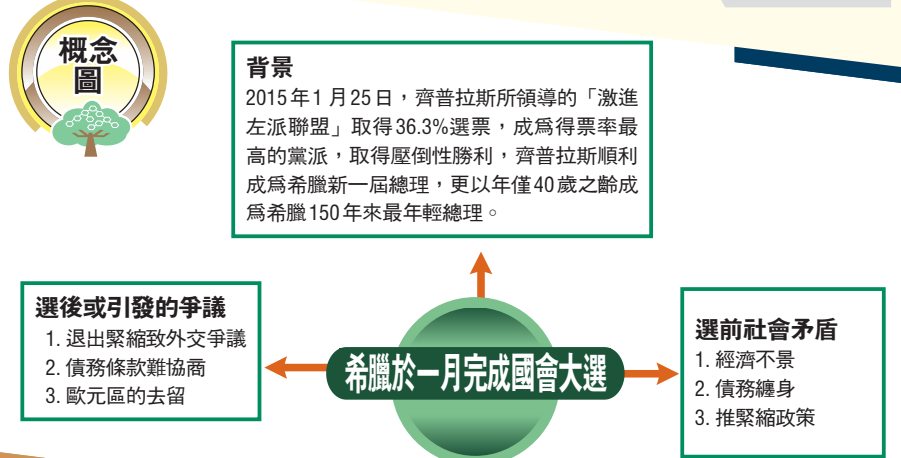 概念
圖
背景
2015年1月25日，齊普拉斯所領導的「激進
左派聯盟」取得36.3%選票，成爲得票率最
高的黨派，取得壓倒性勝利，齊普拉斯順利
成爲希臘新一屆總理，更以年僅40歲之齡成
爲希臘150年來最年輕總理。
選後或引發的爭議
1. 退出緊縮致外交爭議
2. 債務條款難協商
3. 歐元區的去留
希臘於一月完成國會大選
選前社會矛盾
1. 經濟不景
2. 債務纏身
3. 推緊縮政策